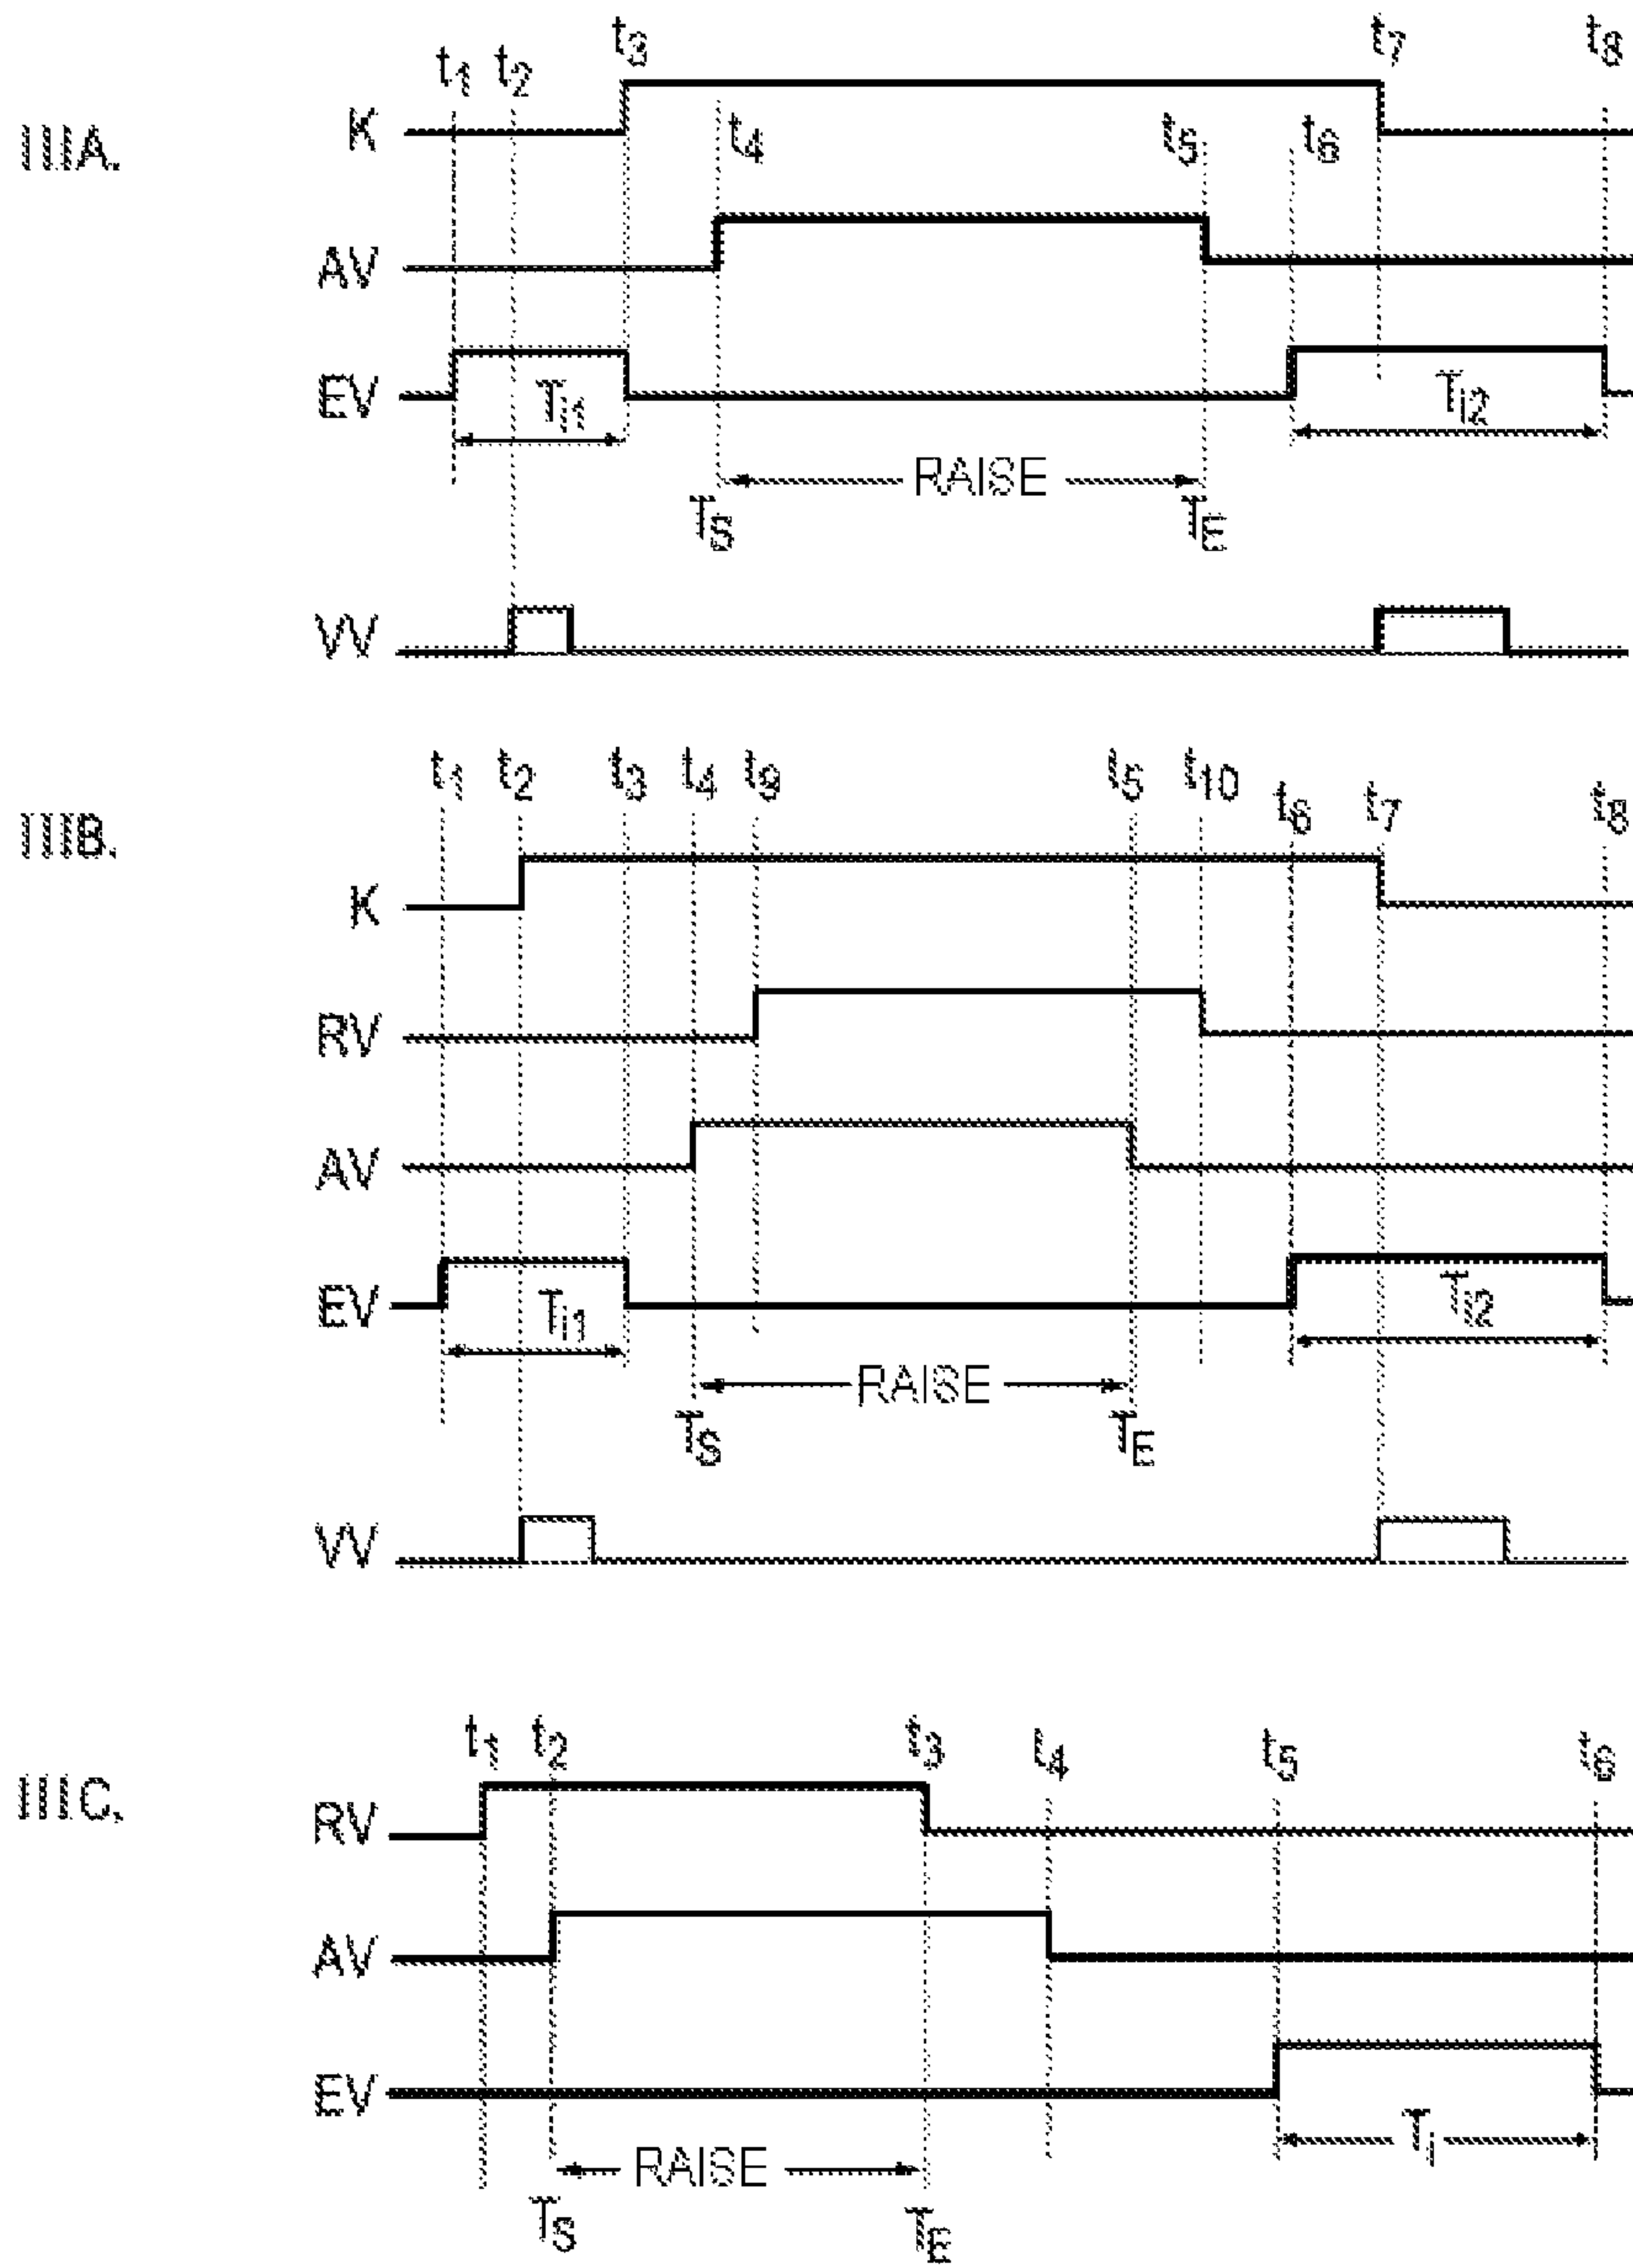 t3 t7 t8
t1 t2
IIIA. K t4 t5 t6
AV
EV Ti1 Ti2
RAISE
TS TE
VV
t1 t2 t3 t4 t9 t5 t10 t6 t7 t8
IIIB.
K
RV
AV
EV Ti1 Ti2
RAISE
TS TE
VV
t1 t2 t3 t4 t5 t6
IIIC. RV
AV
EV
RAISE Ti
TS TE